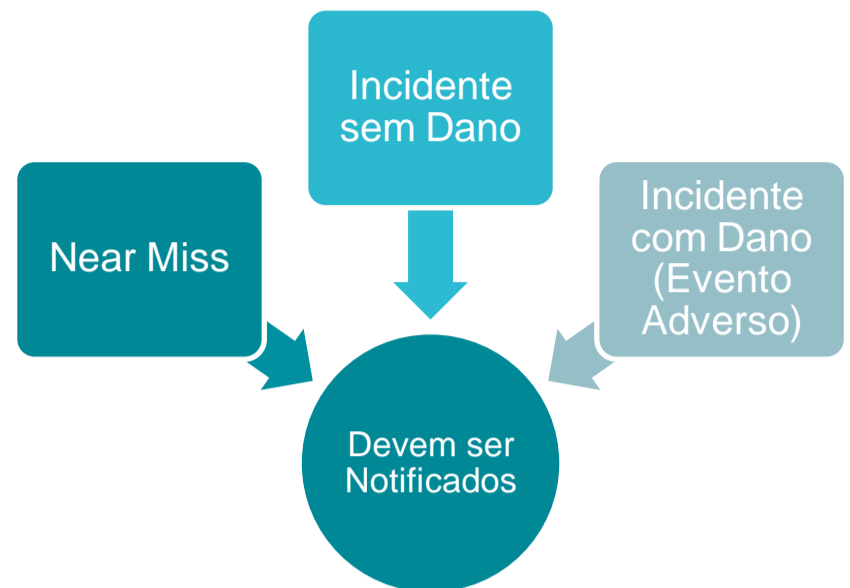 Incidente
sem Dano
Near Miss
Incidente
com Dano
(Evento
Adverso)
Devem ser
Notificados